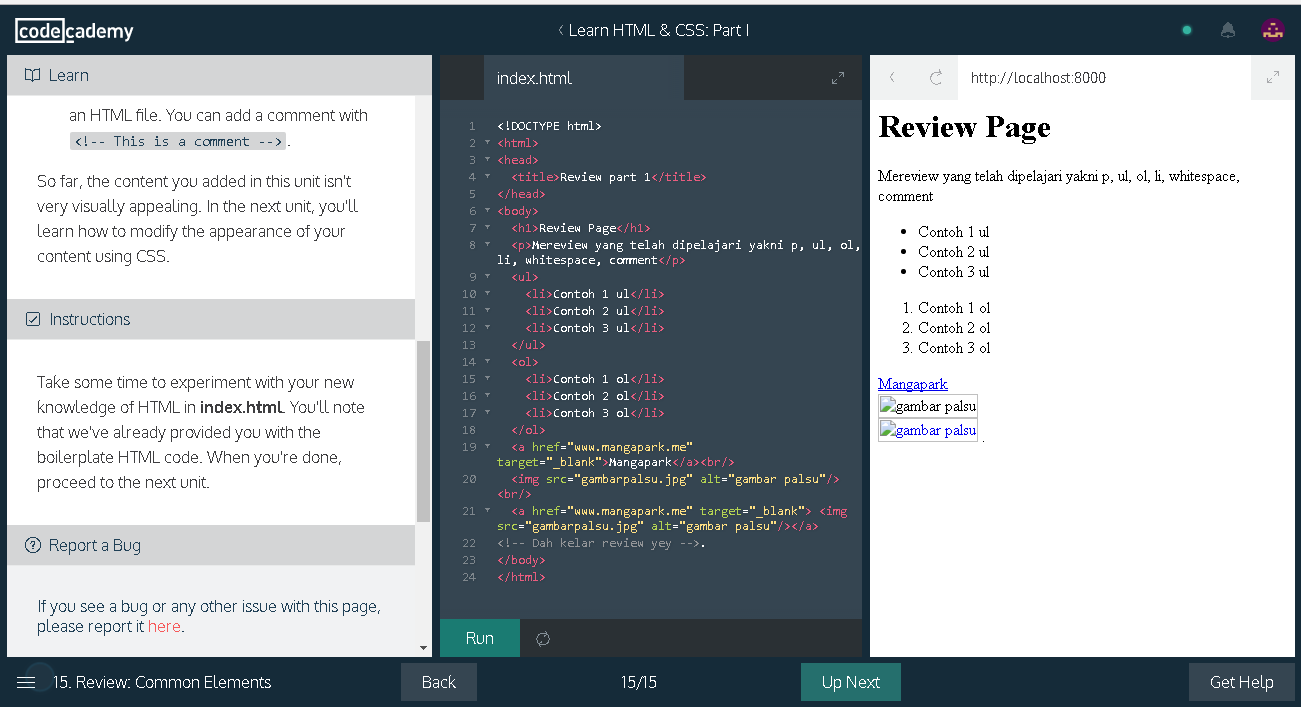 codecademy
‹ Learn HTML & CSS: Part I
Learn
an HTML file. You can add a comment with
<!-- This is a comment -->.
So far, the content you added in this unit isn't
very visually appealing. In the next unit, you'll
learn how to modify the appearance of your
content using CSS.
Instructions
Take some time to experiment with your new
knowledge of HTML in index.html. You'll note
that we've already provided you with the
boilerplate HTML code. When you're done,
proceed to the next unit.
Report a Bug
If you see a bug or any other issue with this page,
please report it here.
index.html
1 <!DOCTYPE html>
2 <html>
3 <head>
4 <title>Review part 1</title>
5 </head>
6 <body>
7 <h1>Review Page</h1>
8 <p>Mereview yang telah dipelajari yakni p, ul, ol,
li, whitespace, comment</p>
9 <ul>
10 <li>Contoh 1 ul</li>
11 <li>Contoh 2 ul</li>
12 <li>Contoh 3 ul</li>
13 </ul>
14 <ol>
15 <li>Contoh 1 ol</li>
16 <li>Contoh 2 ol</li>
17 <li>Contoh 3 ol</li>
18 </ol>
19 <a href="www.mangapark.me"
target="_blank">Mangapark</a><br/>
20 <img src="gambarpalsu.jpg" alt="gambar palsu"/>
<br/>
21 <a href="www.mangapark.me" target="_blank"> <img
src="gambarpalsu.jpg" alt="gambar palsu"/></a>
22 <!-- Dah kelar review yey -->.
23 </body>
24 </html>
Run
http://localhost:8000
Review Page
Mereview yang telah dipelajari yakni p, ul, ol, li, whitespace,
comment
• Contoh 1 ul
• Contoh 2 ul
• Contoh 3 ul
1. Contoh 1 ol
2. Contoh 2 ol
3. Contoh 3 ol
Mangapark
gambar palsu
gambar palsu .
15. Review: Common Elements
Back
15/15
Up Next
Get Help